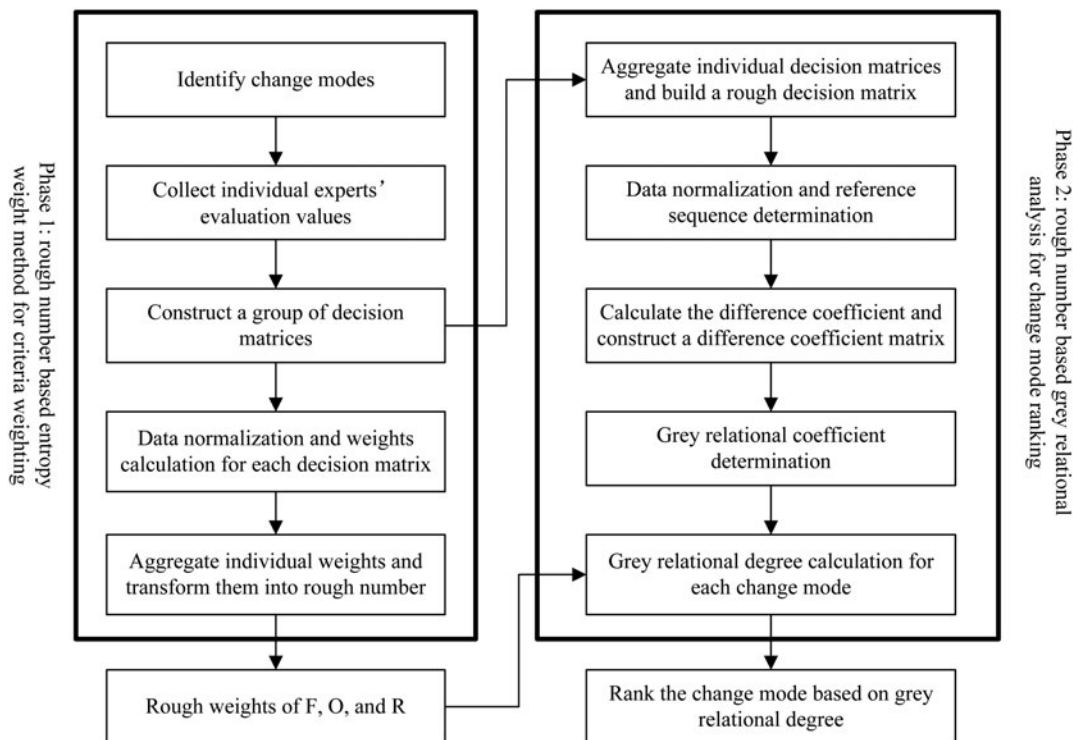 Phase 1: rough number based entropy
weight method for criteria weighting
Identify change modes
Collect individual experts’
evaluation values
Construct a group of decision
matrices
Data normalization and weights
calculation for each decision matrix
Aggregate individual weights and
transform them into rough number
Rough weights of F, O, and R
Aggregate individual decision matrices
and build a rough decision matrix
Data normalization and reference
sequence determination
Calculate the difference coefficient and
construct a difference coefficient matrix
Grey relational coefficient
determination
Grey relational degree calculation for
each change mode
Rank the change mode based on grey
relational degree
Phase 2: rough number based grey relational
analysis for change mode ranking